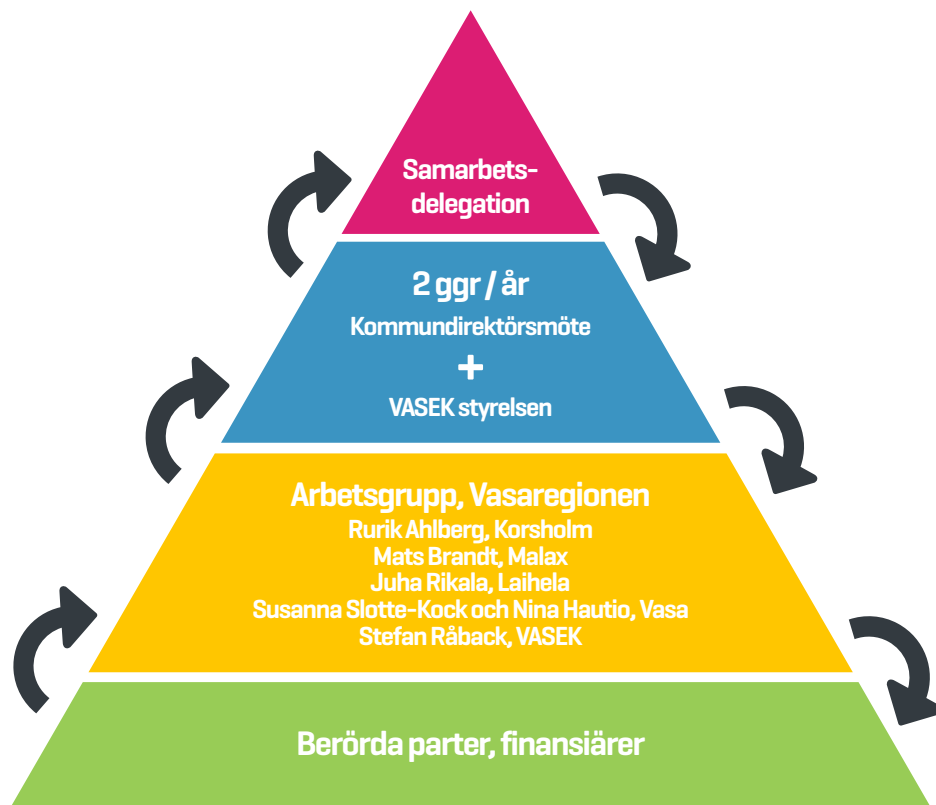 Samarbets-
delegation
2 ggr / år
Kommundirektörsmöte
+
VASEK styrelsen
Arbetsgrupp, Vasaregionen
Rurik Ahlberg, Korsholm
Mats Brandt, Malax
Juha Rikala, Laihela
Susanna Slotte-Kock och Nina Hautio, Vasa
Stefan Råback, VASEK
Berörda parter, finansiärer